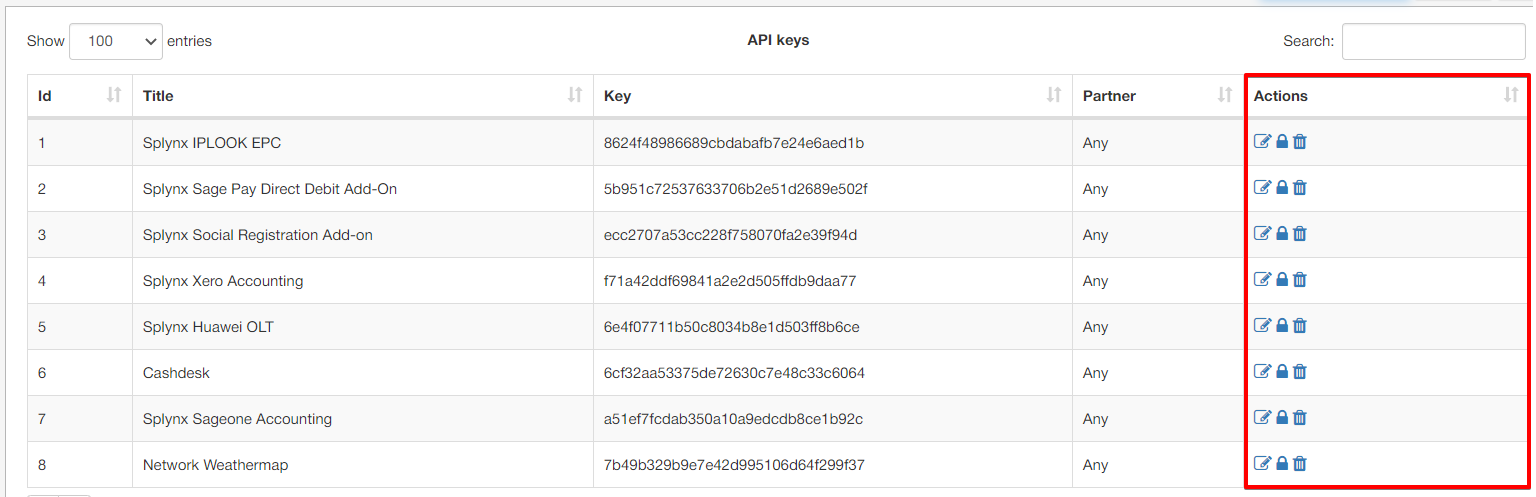 Show 100 entries API keys Search:
Id Title Key Partner Actions
1 Splynx IPLOOK EPC 8624f48986689cbdabafb7e24e6aed1b Any
2 Splynx Sage Pay Direct Debit Add-On 5b951c72537633706b2e51d2689e502f Any
3 Splynx Social Registration Add-on ecc2707a53cc228f758070fa2e39f94d Any
4 Splynx Xero Accounting f71a42ddf69841a2e2d505ffdb9daa77 Any
5 Splynx Huawei OLT 6e4f07711b50c8034b8e1d503ff8b6ce Any
6 Cashdesk 6cf32aa53375de72630c7e48c33c6064 Any
7 Splynx Sageone Accounting a51ef7fcdab350a10a9edcdb8ce1b92c Any
8 Network Weathermap 7b49b329b9e7e42d995106d64f299f37 Any